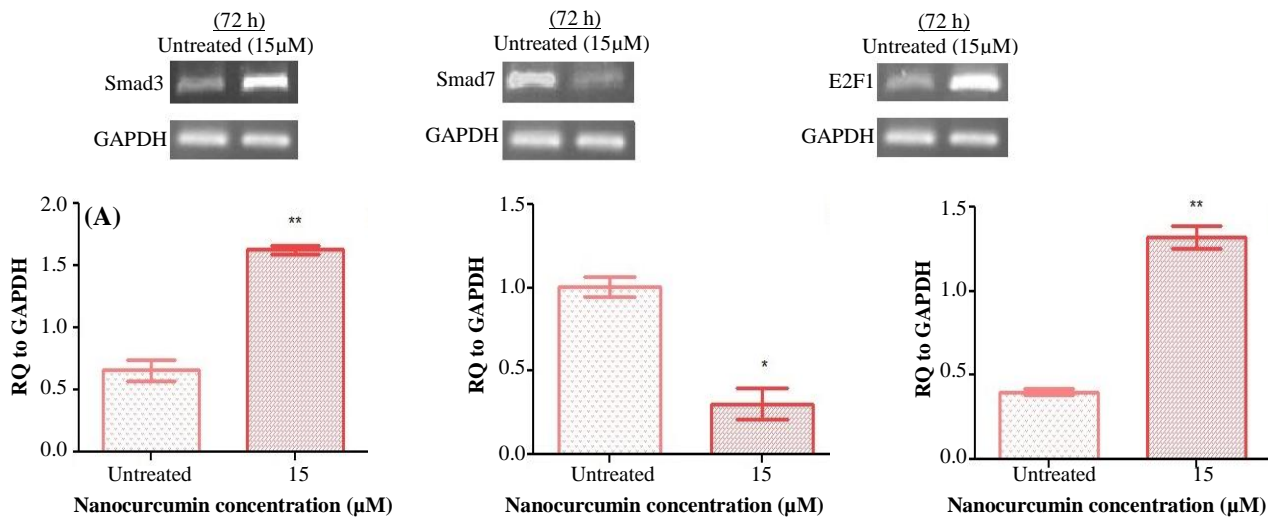 (72 h)
Untreated (15µM)
Smad3
GAPDH
(72 h)
Untreated (15µM)
Smad7
GAPDH
(72 h)
Untreated (15µM)
E2F1
GAPDH
(A)
RQ to GAPDH
2.0
1.5
1.0
0.5
0.0
**
Untreated 15
Nanocurcumin concentration (µM)
RQ to GAPDH
1.5
1.0
0.5
0.0
*
Untreated 15
Nanocurcumin concentration (µM)
RQ to GAPDH
1.5
1.0
0.5
0.0
**
Untreated 15
Nanocurcumin concentration (µM)